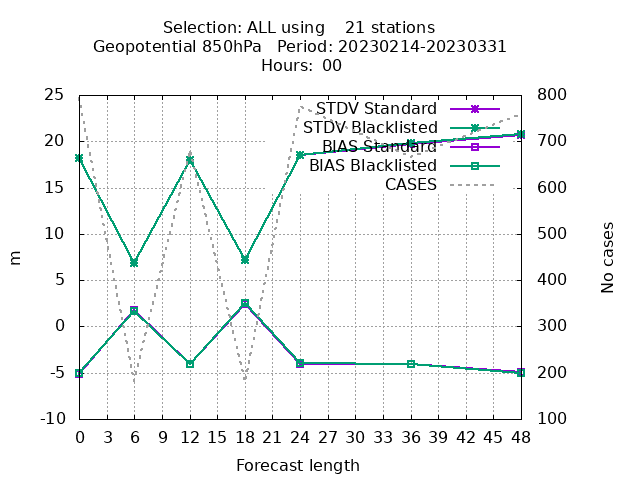 Selection: ALL using    21 stations
Geopotential 850hPa   Period: 20230214-20230331
Hours: 00
STDV Standard
STDV Blacklisted
BIAS Standard
BIAS Blacklisted
CASES
25
20
15
10
5
0
-5
-10
m
800
700
600
500
400
300
200
100
No cases
0 3 6 9 12 15 18 21 24 27 30 33 36 39 42 45 48
Forecast length